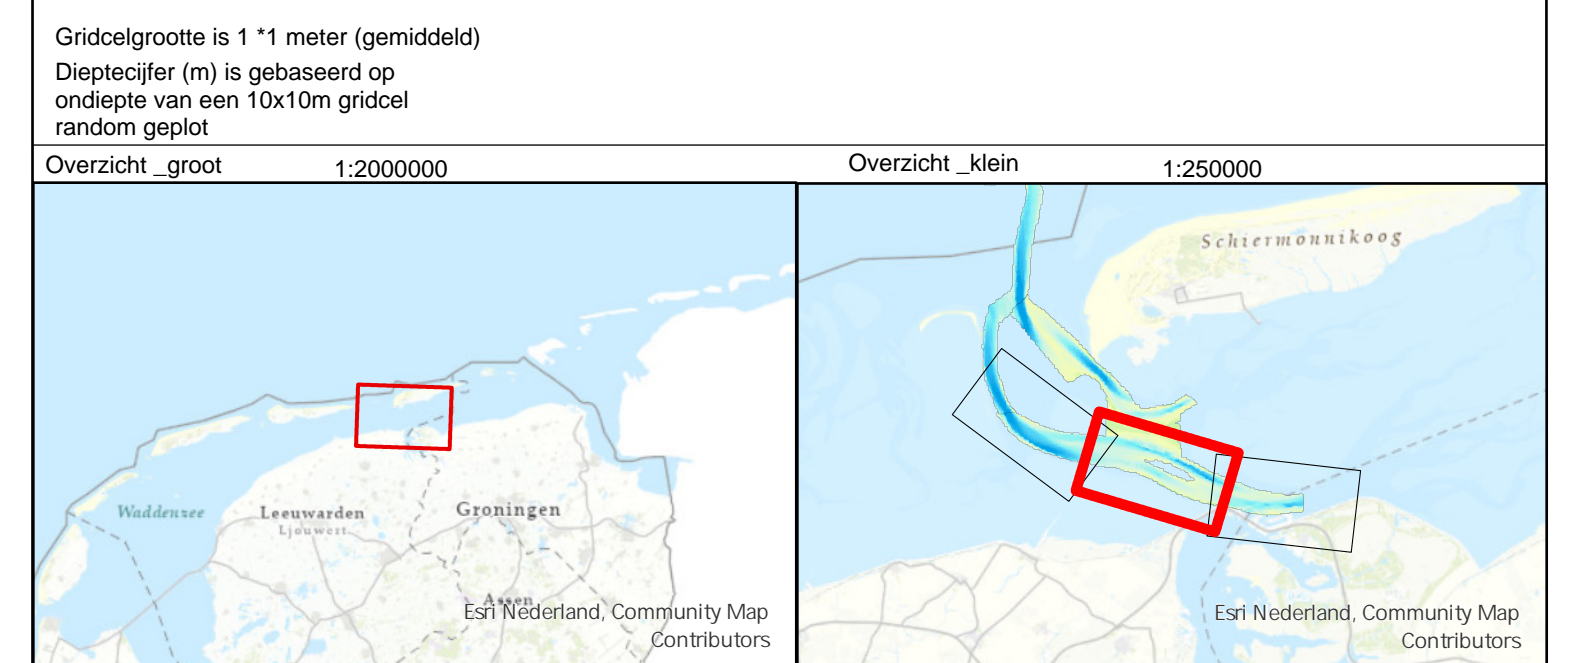 Gridcelgrootte is 1 *1 meter (gemiddeld)
Dieptecijfer (m) is gebaseerd op
ondiepte van een 10x10m gridcel
random geplot
Overzicht _groot 1:2000000
Overzicht _klein 1:250000
Waddenzee
Leeuwarden
Ljouwert
Groningen
Assen
Esri Nederland, Community Map
Contributors
Schiermonnikoog
Esri Nederland, Community Map
Contributors